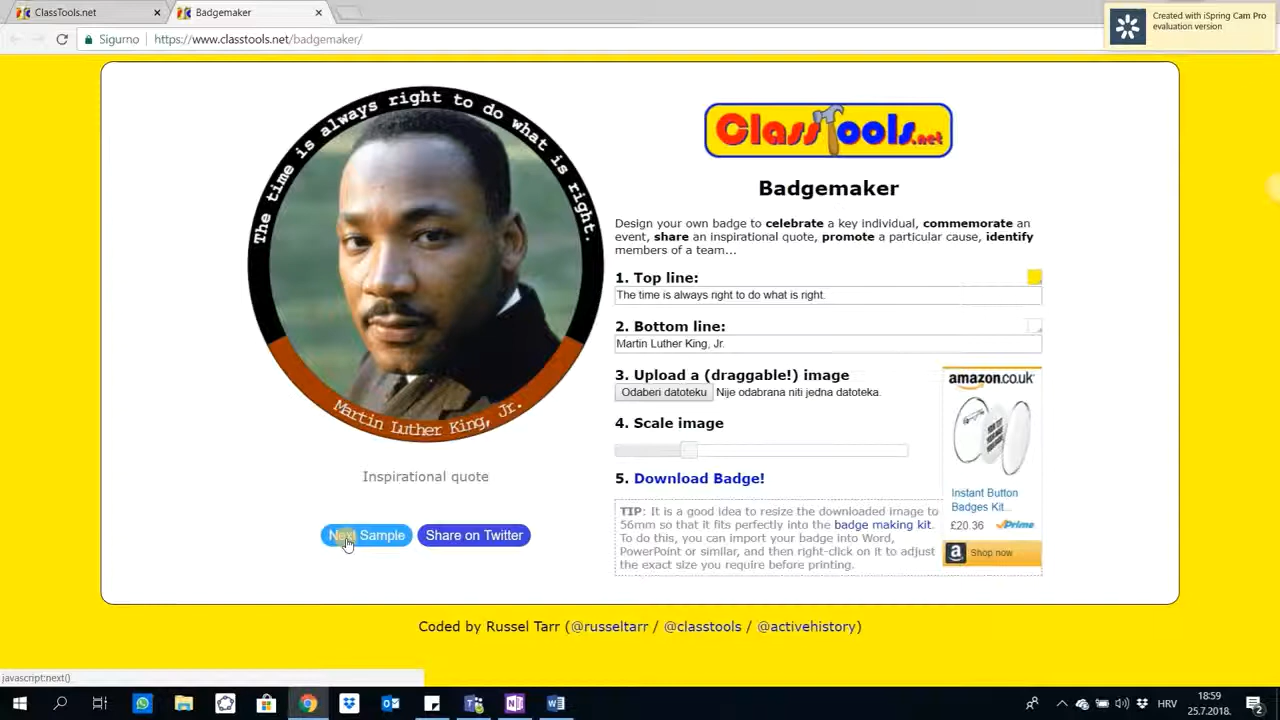 ClassTools.net
Badgemaker
Created with iSpring Cam Pro
evaluation version
Sigurno
https://www.classtools.net/badgemaker/
The time is always right to do what is right.
Martin Luther King, Jr.
Inspirational quote
Next Sample
Share on Twitter
ClassTools.net
Badgemaker
Design your own badge to celebrate a key individual, commemorate an
event, share an inspirational quote, promote a particular cause, identify
members of a team...
1. Top line:
The time is always right to do what is right.
2. Bottom line:
Martin Luther King, Jr.
3. Upload a (draggable!) image
Odaberi datoteku Nije odabrana niti jedna datoteka.
4. Scale image
5. Download Badge!
TIP: It is a good idea to resize the downloaded image to
56mm so that it fits perfectly into the badge making kit.
To do this, you can import your badge into Word,
PowerPoint or similar, and then right-click on it to adjust
the exact size you require before printing.
amazon.co.uk
Instant Button
Badges Kit...
£20.36 Prime
Shop now
Coded by Russel Tarr (@russeltarr / @classtools / @activehistory)
javascript:next()
HRV
18:59
25.7.2018.
2